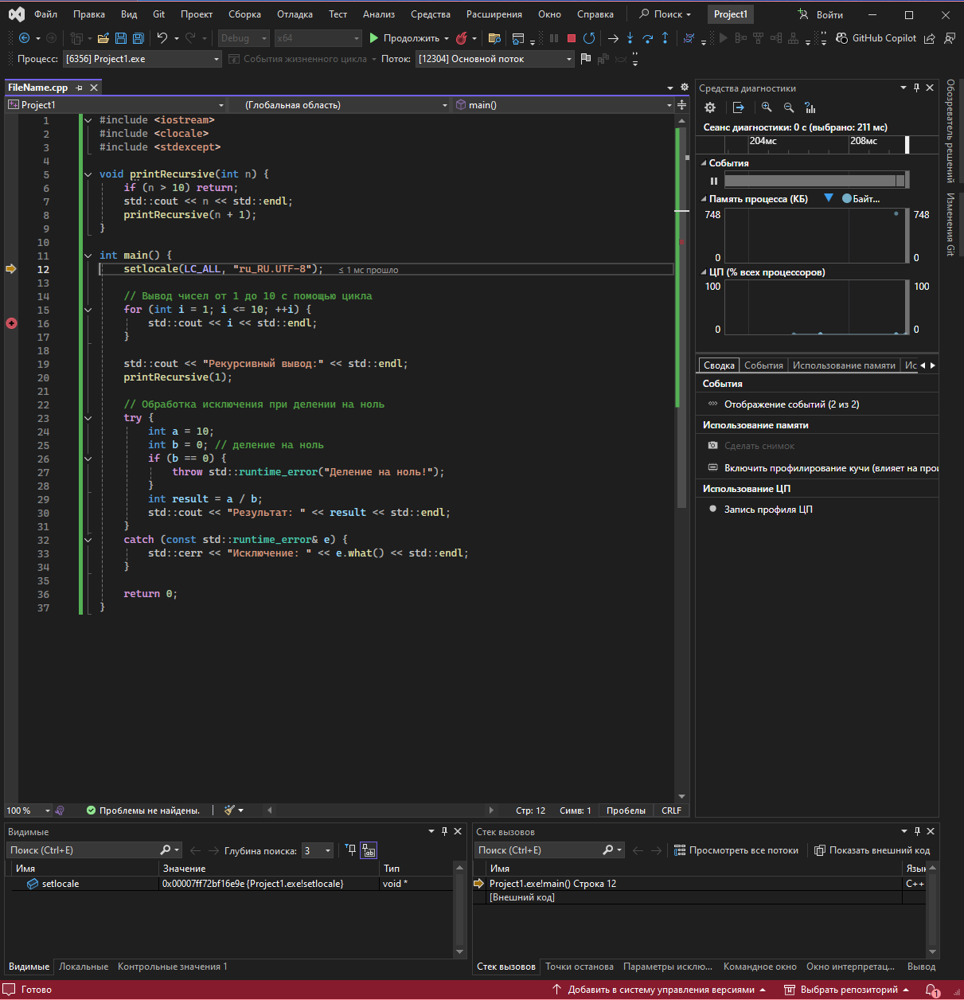 Файл Правка Вид Git Проект Сборка Отладка Тест Анализ Средства Расширения Окно Справка Поиск Project1 Войти
Debug x64 Продолжить GitHub Copilot
Процесс: [6356] Project1.exe События жизненного цикла Поток: [12304] Основной поток
FileName.cpp
Project1 (Глобальная область) main()
1 #include <iostream>
2 #include <clocale>
3 #include <stdexcept>
4
5 void printRecursive(int n) {
6 if (n > 10) return;
7 std::cout << n << std::endl;
8 printRecursive(n + 1);
9 }
10
11 int main() {
12 setlocale(LC_ALL, "ru_RU.UTF-8"); ≤ 1 мс прошло
13
14 // Вывод чисел от 1 до 10 с помощью цикла
15 for (int i = 1; i <= 10; ++i) {
16 std::cout << i << std::endl;
17 }
18
19 std::cout << "Рекурсивный вывод:" << std::endl;
20 printRecursive(1);
21
22 // Обработка исключения при делении на ноль
23 try {
24 int a = 10;
25 int b = 0; // деление на ноль
26 if (b == 0) {
27 throw std::runtime_error("Деление на ноль!");
28 }
29 int result = a / b;
30 std::cout << "Результат: " << result << std::endl;
31 }
32 catch (const std::runtime_error& e) {
33 std::cerr << "Исключение: " << e.what() << std::endl;
34 }
35
36 return 0;
37 }
100 % Проблемы не найдены. Стр: 12 Симв: 1 Пробелы CRLF
Средства диагностики
Сеанс диагностики: 0 с (выбрано: 211 мс)
204мс 208мс
События
Память процесса (КБ) Байт...
748 748
0 0
ЦП (% всех процессоров)
100 100
0 0
Сводка События Использование памяти Ис
События
Отображение событий (2 из 2)
Использование памяти
Сделать снимок
Включить профилирование кучи (влияет на прои
Использование ЦП
Запись профиля ЦП
Обозреватель решений
Изменения Git
Видимые
Поиск (Ctrl+E) Глубина поиска: 3
Имя Значение Тип
setlocale 0x00007ff72bf16e9e {Project1.exe!setlocale} void *
Видимые Локальные Контрольные значения 1
Стек вызовов
Поиск (Ctrl+E) Просмотреть все потоки Показать внешний код
Имя Язык
Project1.exe!main() Строка 12 C++
[Внешний код]
Стек вызовов Точки останова Параметры исклю... Командное окно Окно интерпретац... Вывод
Готово Добавить в систему управления версиями Выбрать репозиторий 1